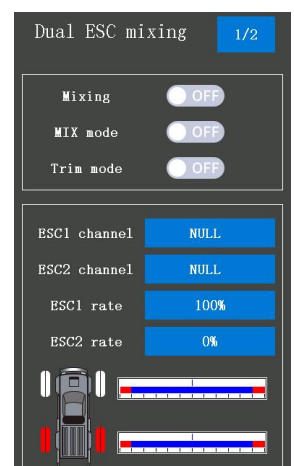 Dual ESC mixing 1/2
Mixing OFF
MIX mode OFF
Trim mode OFF
ESC1 channel NULL
ESC2 channel NULL
ESC1 rate 100%
ESC2 rate 0%